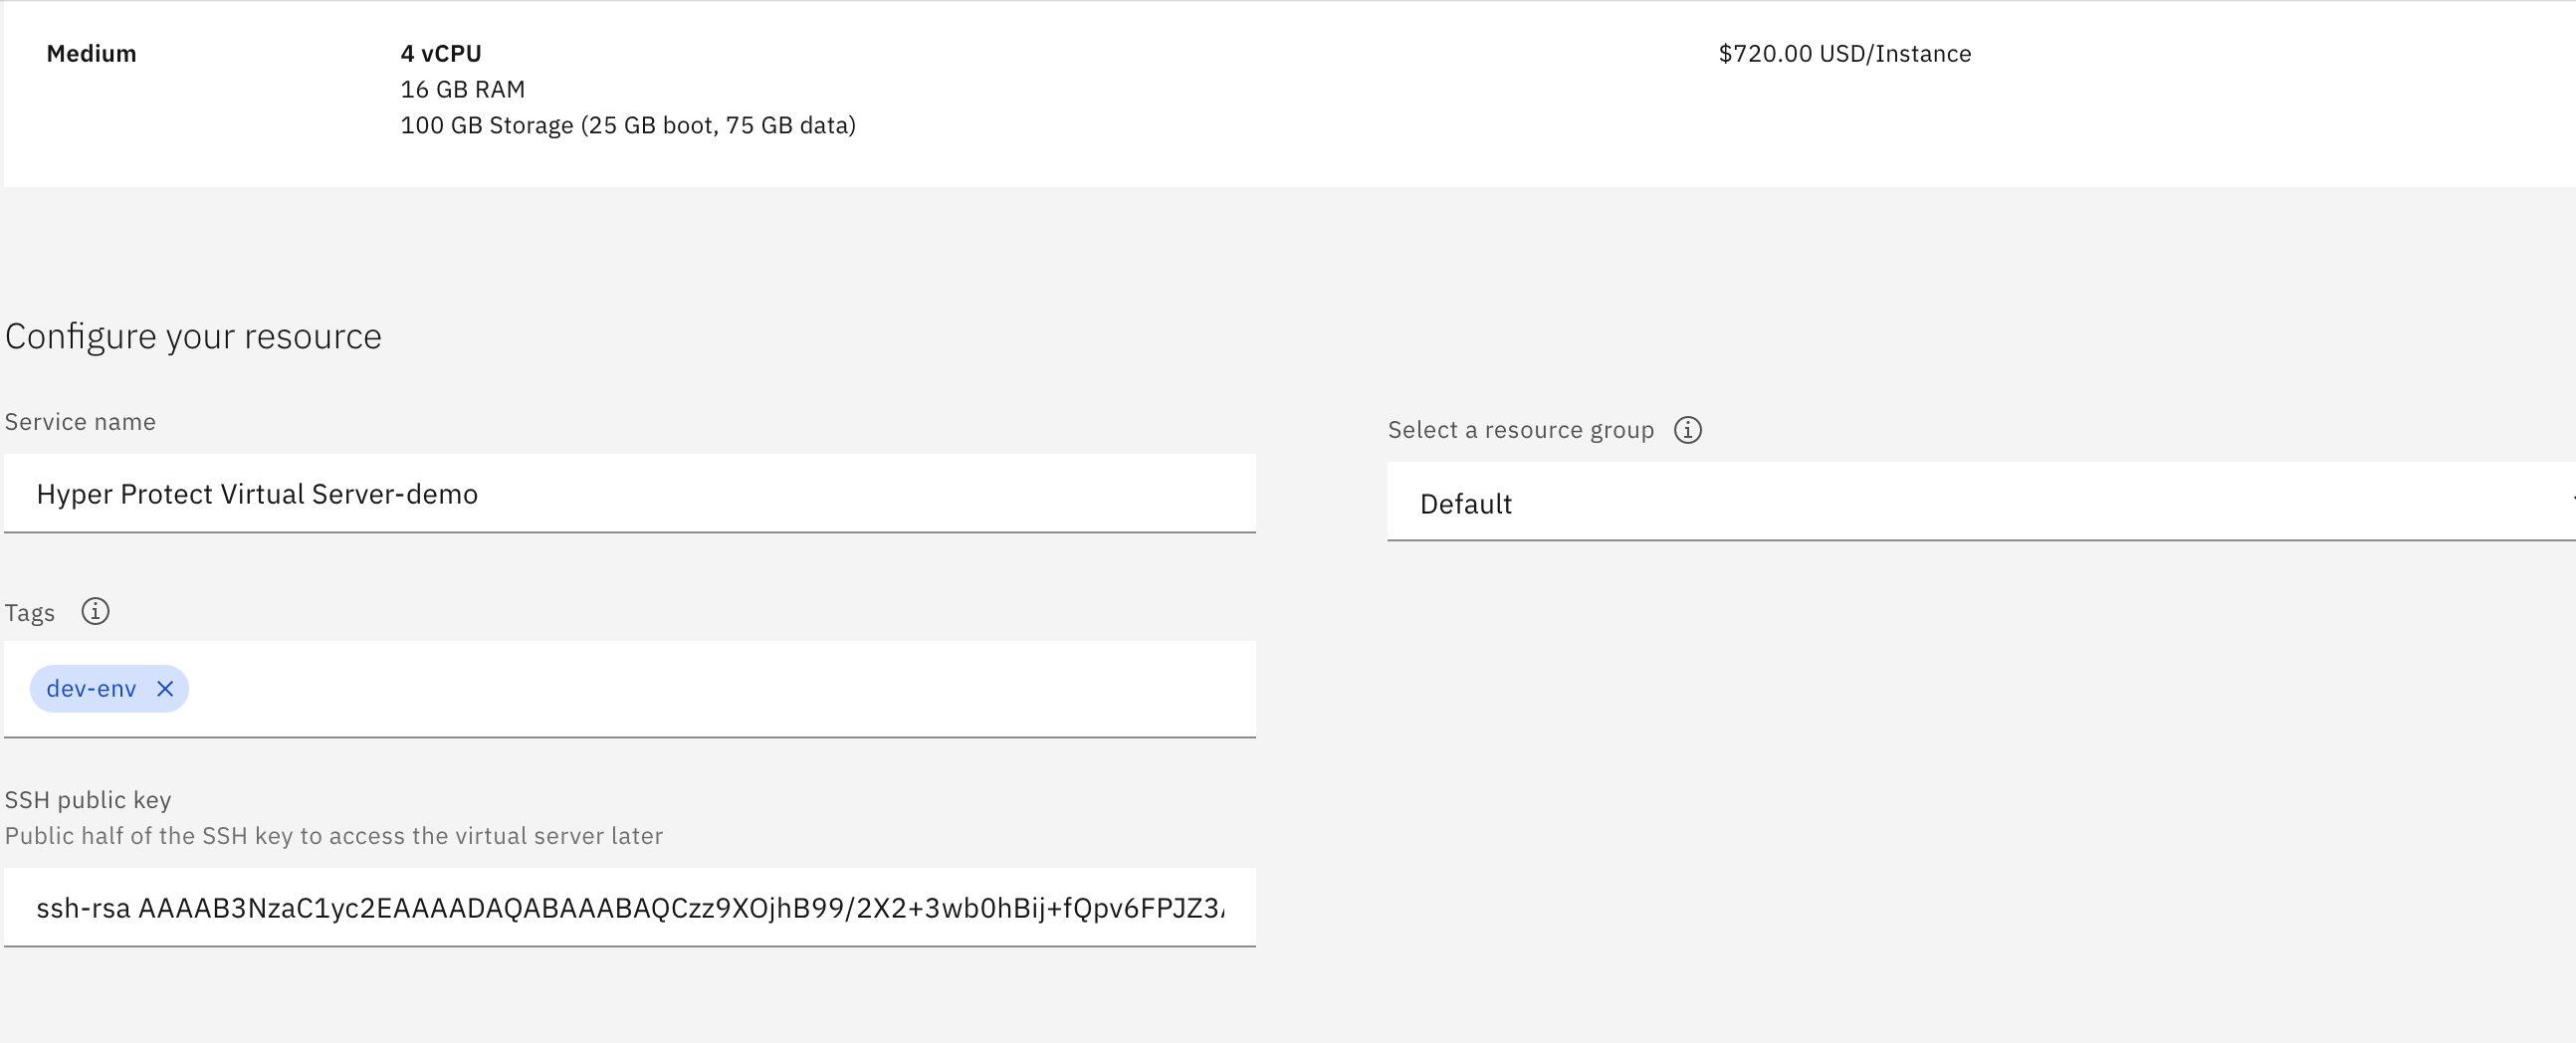 Medium
4 vCPU
$720.00 USD/Instance
16 GB RAM
100 GB Storage (25 GB boot, 75 GB data)
Configure your resource
Service name
Hyper Protect Virtual Server-demo
Select a resource group
Default
Tags
dev-env
SSH public key
Public half of the SSH key to access the virtual server later
ssh-rsa AAAAB3NzaC1yc2EAAAADAQABAAABAQCzz9XOjhB99/2X2+3wb0hBij+fQpv6FPJZ3